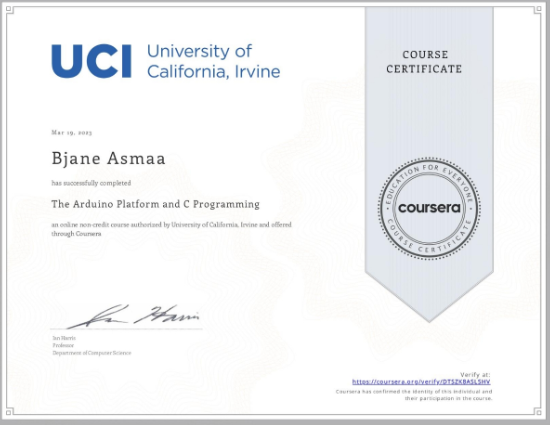 UCI University of
California, Irvine
COURSE
CERTIFICATE
Mar 19, 2023
Bjane Asmaa
has successfully completed
The Arduino Platform and C Programming
an online non-credit course authorized by University of California, Irvine and offered
through Coursera
EDUCATION FOR EVERYONE
coursera
COURSE CERTIFICATE
Ian Harris
Professor
Department of Computer Science
Verify at:
https://coursera.org/verify/DTSZKBASLSHV
Coursera has confirmed the identity of this individual and
their participation in the course.